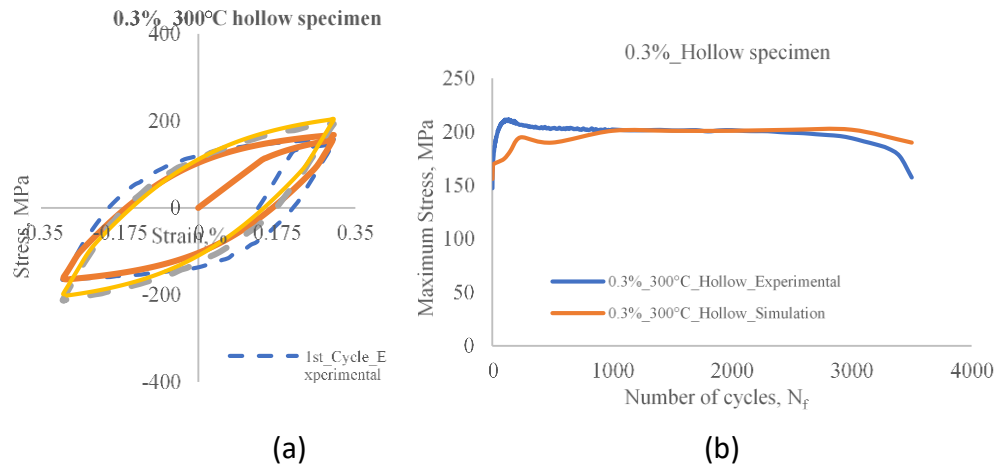 0.3%_300°C hollow specimen
400
200
0
-0.35
-0.175
0
0.175
0.35
Strain,%
Stress, MPa
-200
-400
1st_Cycle_E
xperimental
(a)
0.3%_Hollow specimen
250
200
150
100
50
0
Maximum Stress, MPa
0.3%_300°C_Hollow_Experimental
0.3%_300°C_Hollow_Simulation
0
1000
2000
3000
4000
Number of cycles, Nf
(b)